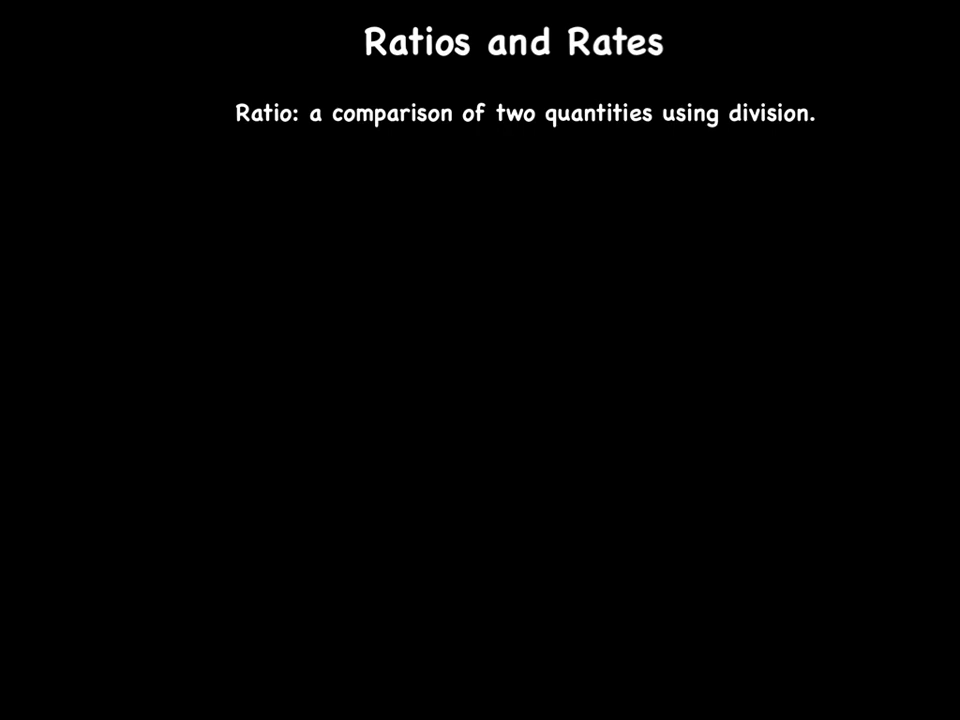 Ratios and Rates
Ratio: a comparison of two quantities using division.